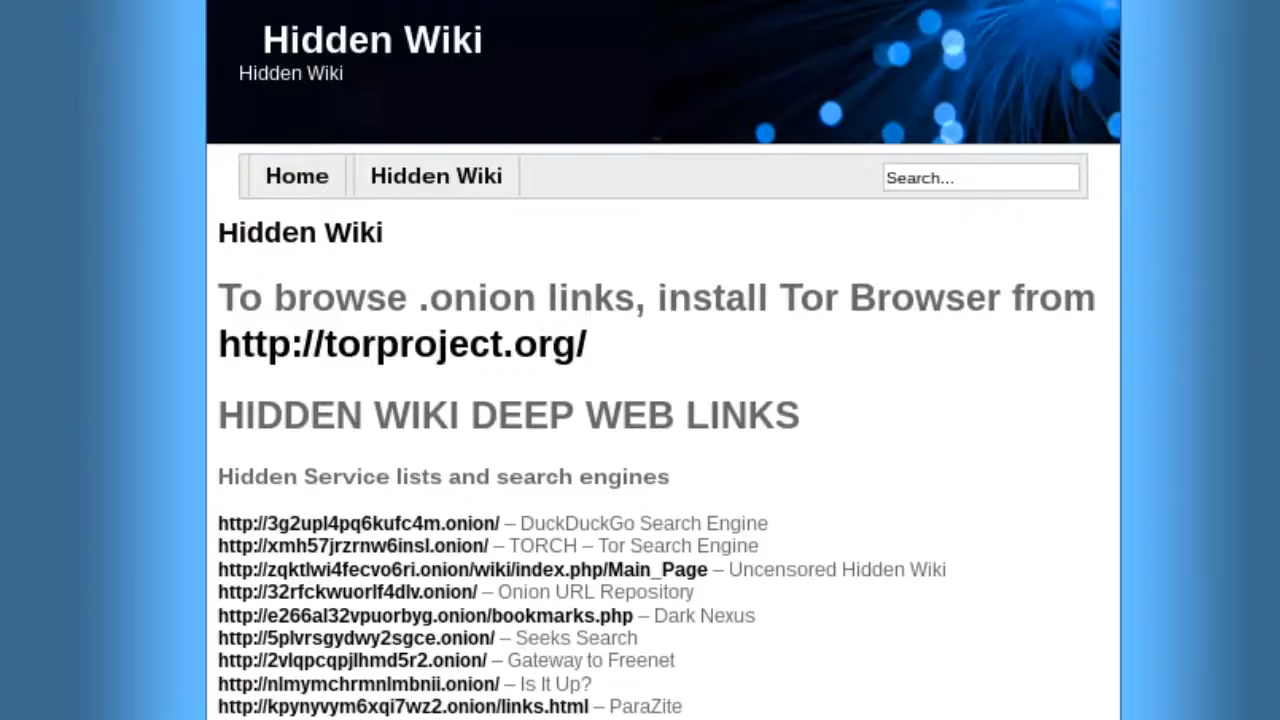 Hidden Wiki
Hidden Wiki
Home
Hidden Wiki
Search...
Hidden Wiki
To browse .onion links, install Tor Browser from
http://torproject.org/
HIDDEN WIKI DEEP WEB LINKS
Hidden Service lists and search engines
http://3g2upl4pq6kufc4m.onion/ – DuckDuckGo Search Engine
http://xmh57jrzrnw6insl.onion/ – TORCH – Tor Search Engine
http://zqktlwi4fecvo6ri.onion/wiki/index.php/Main_Page – Uncensored Hidden Wiki
http://32rfckwuorlf4dlv.onion/ – Onion URL Repository
http://e266al32vpuorbyg.onion/bookmarks.php – Dark Nexus
http://5plvrsgydwy2sgce.onion/ – Seeks Search
http://2vlqpcqpjlhmd5r2.onion/ – Gateway to Freenet
http://nlmymchrmnlmbnii.onion/ – Is It Up?
http://kpynyvym6xqi7wz2.onion/links.html – ParaZite